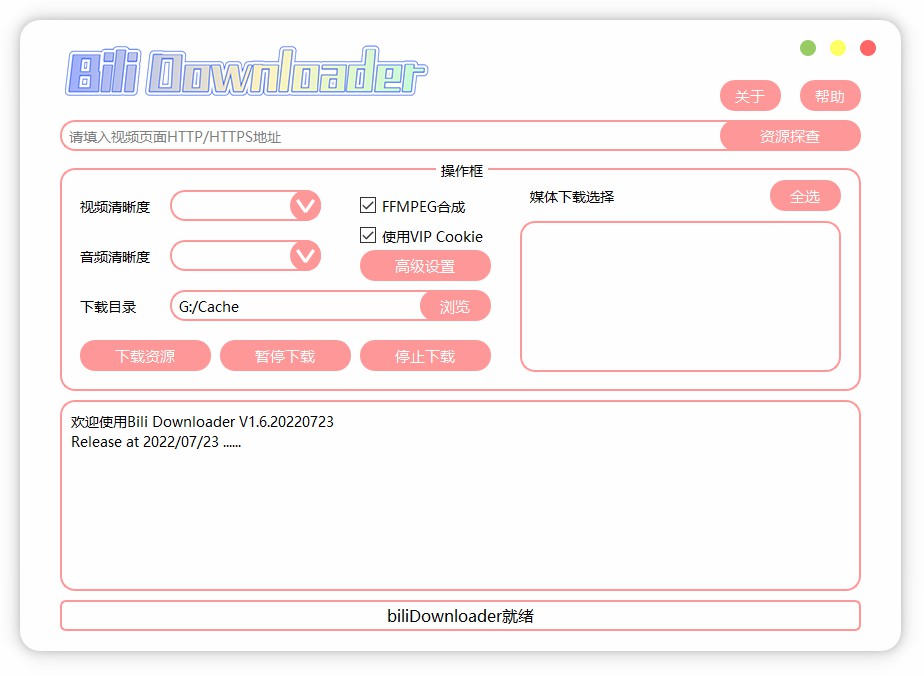 Bili Downloader
关于 帮助
请填入视频页面HTTP/HTTPS地址 资源探查
操作框
视频清晰度 FFMPEG合成 媒体下载选择 全选
使用VIP Cookie
音频清晰度 高级设置
下载目录 G:/Cache 浏览
下载资源 暂停下载 停止下载
欢迎使用Bili Downloader V1.6.20220723
Release at 2022/07/23 ......
biliDownloader就绪